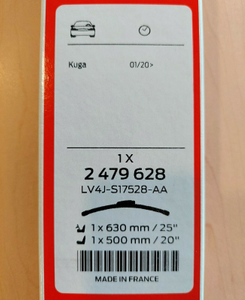 Kuga 01/20>
1 X
2 479 628
LV4J-S17528-AA
1 x 630 mm / 25"
1 x 500 mm / 20"
MADE IN FRANCE